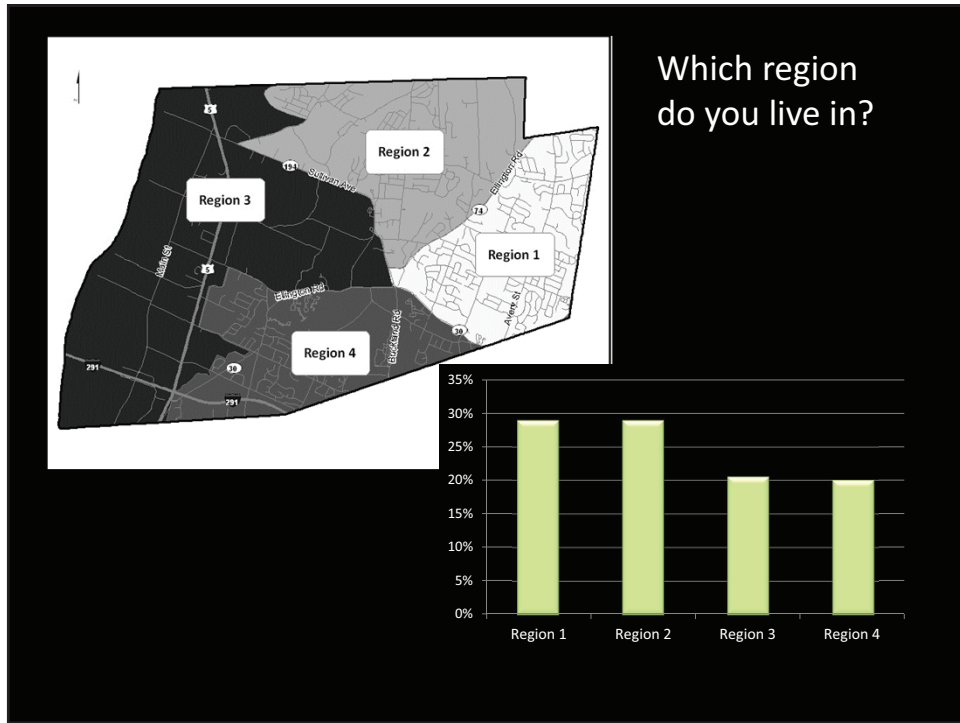 Which region
do you live in?
5
Region 2
194
Sullivan Ave
Ellington Rd
Region 3
74
Region 1
Main St
5
Ellington Rd
Avery St
Buckland Rd
30
Region 4
291
30
291
35%
30%
25%
20%
15%
10%
5%
0%
Region 1
Region 2
Region 3
Region 4